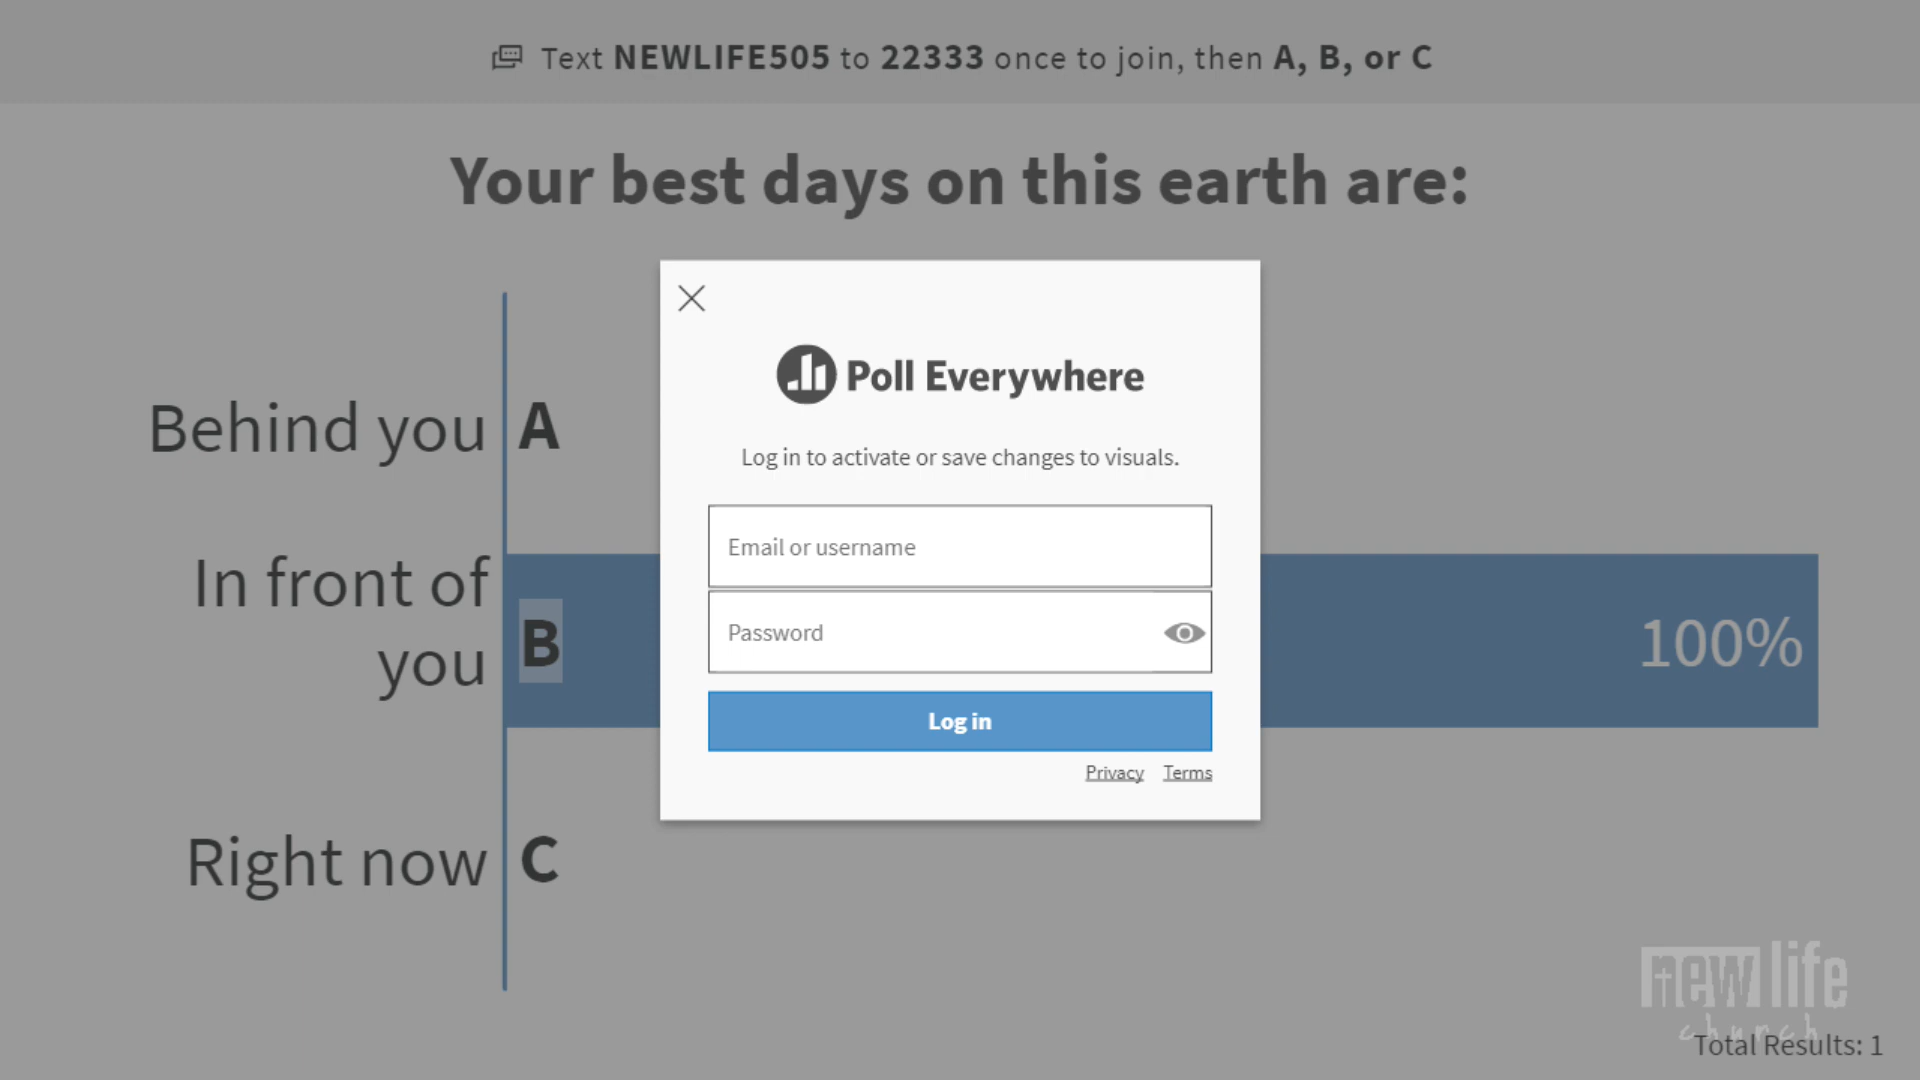 Text NEWLIFE505 to 22333 once to join, then A, B, or C
Your best days on this earth are:
Behind you A
In front of
you B
100%
Right now C
Poll Everywhere
Log in to activate or save changes to visuals.
Email or username
Password
Log in
Privacy Terms
new life
church
Total Results: 1